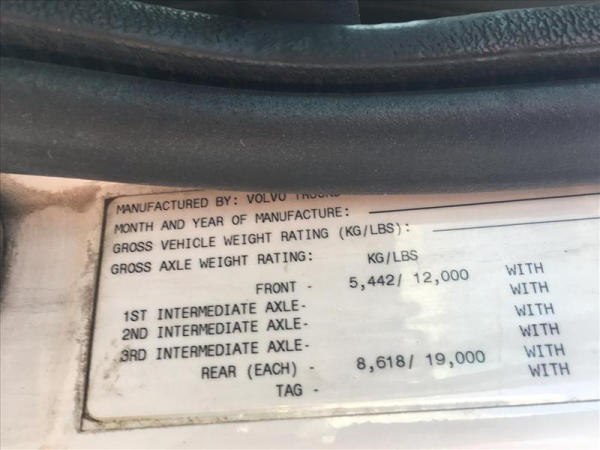 MANUFACTURED BY: VOLVO
MONTH AND YEAR OF MANUFACTURE:
GROSS VEHICLE WEIGHT RATING (KG/LBS):
GROSS AXLE WEIGHT RATING: KG/LBS
FRONT - 5,442/ 12,000 WITH
1ST INTERMEDIATE AXLE- WITH
2ND INTERMEDIATE AXLE- WITH
3RD INTERMEDIATE AXLE- WITH
REAR (EACH) - 8,618/ 19,000 WITH
TAG - WITH